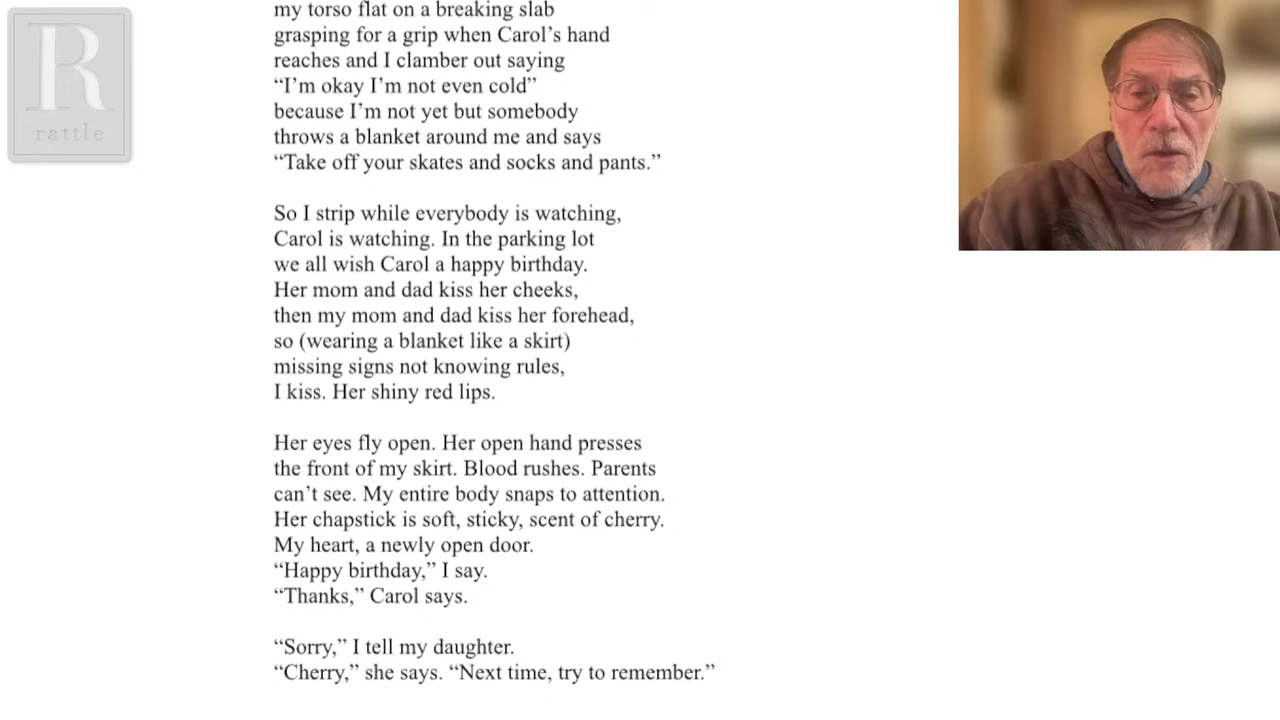 R
rattle
my torso flat on a breaking slab
grasping for a grip when Carol’s hand
reaches and I clamber out saying
“I’m okay I’m not even cold”
because I’m not yet but somebody
throws a blanket around me and says
“Take off your skates and socks and pants.”
So I strip while everybody is watching,
Carol is watching. In the parking lot
we all wish Carol a happy birthday.
Her mom and dad kiss her cheeks,
then my mom and dad kiss her forehead,
so (wearing a blanket like a skirt)
missing signs not knowing rules,
I kiss. Her shiny red lips.
Her eyes fly open. Her open hand presses
the front of my skirt. Blood rushes. Parents
can’t see. My entire body snaps to attention.
Her chapstick is soft, sticky, scent of cherry.
My heart, a newly open door.
“Happy birthday,” I say.
“Thanks,” Carol says.
“Sorry,” I tell my daughter.
“Cherry,” she says. “Next time, try to remember.”